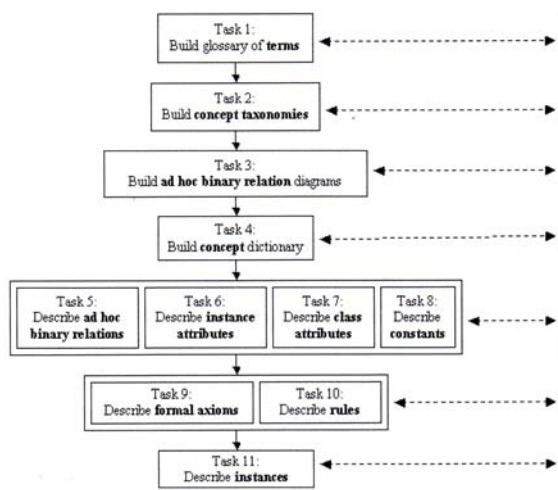 Task 1:
Build glossary of terms
Task 2:
Build concept taxonomies
Task 3:
Build ad hoc binary relation diagrams
Task 4:
Build concept dictionary
Task 5:
Describe ad hoc
binary relations
Task 6:
Describe instance
attributes
Task 7:
Describe class
attributes
Task 8:
Describe
constants
Task 9:
Describe formal axioms
Task 10:
Describe rules
Task 11:
Describe instances